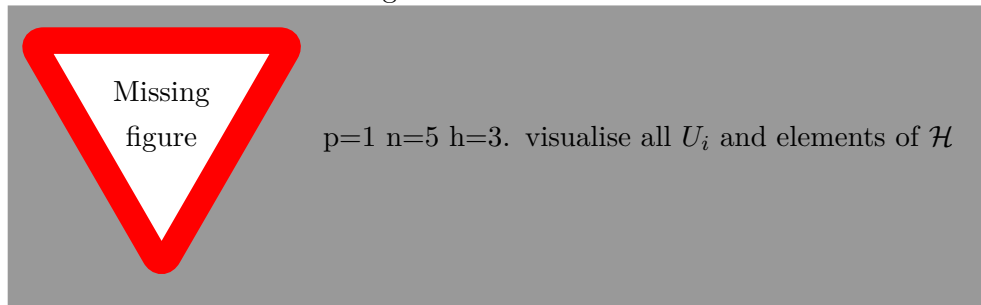 Missing
figure
p=1 n=5 h=3. visualise all $U_i$ and elements of $\mathcal{H}$